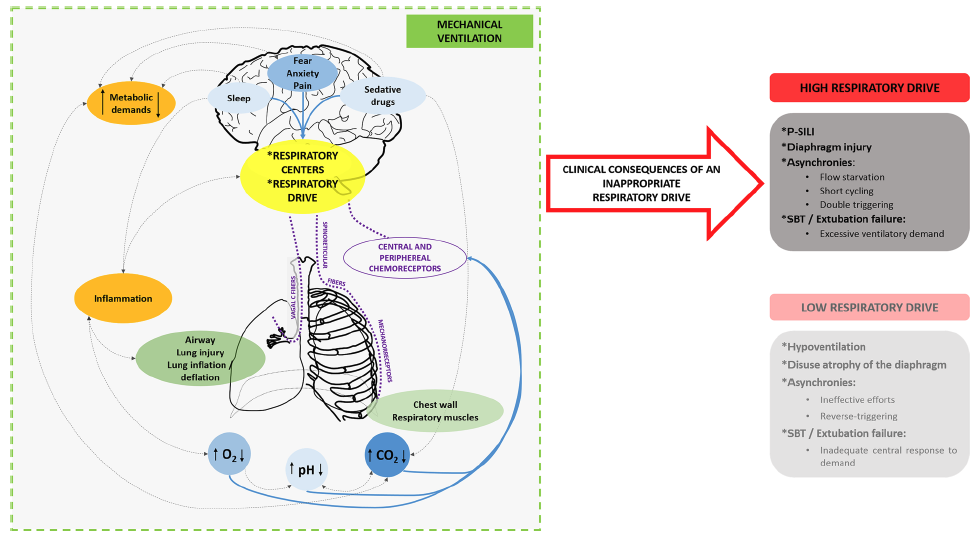 MECHANICAL
VENTILATION
Fear
Anxiety
Pain
Metabolic
demands
Sleep
Sedative
drugs
*RESPIRATORY
CENTERS
*RESPIRATORY
DRIVE
SPINORETICULAR
FIBERS
MECHANORECEPTORS
VAGAL C FIBERS
CENTRAL AND
PERIPHEREAL
CHEMORECEPTORS
Inflammation
Airway
Lung injury
Lung inflation /
deflation
Chest wall
Respiratory muscles
↑ O2 ↓
↑ pH ↓
↑ CO2 ↓
CLINICAL CONSEQUENCES OF AN
INAPPROPRIATE
RESPIRATORY DRIVE
HIGH RESPIRATORY DRIVE
*P-SILI
*Diaphragm injury
*Asynchronies:
• Flow starvation
• Short cycling
• Double triggering
*SBT / Extubation failure:
• Excessive ventilatory demand
LOW RESPIRATORY DRIVE
*Hypoventilation
*Disuse atrophy of the diaphragm
*Asynchronies:
• Ineffective efforts
• Reverse-triggering
*SBT / Extubation failure:
• Inadequate central response to
demand